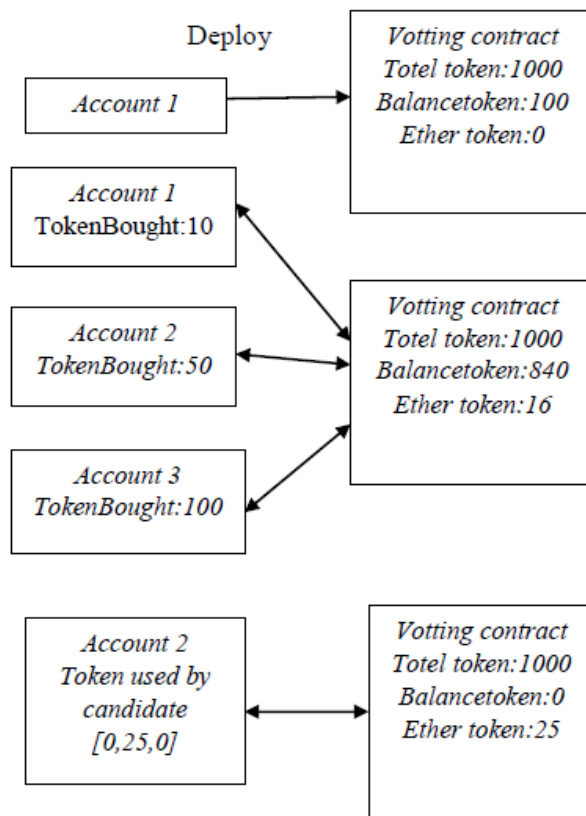 Deploy
Account 1
Votting contract
Totel token:1000
Balancetoken:100
Ether token:0
Account 1
TokenBought:10
Account 2
TokenBought:50
Account 3
TokenBought:100
Votting contract
Totel token:1000
Balancetoken:840
Ether token:16
Account 2
Token used by
candidate
[0,25,0]
Votting contract
Totel token:1000
Balancetoken:0
Ether token:25